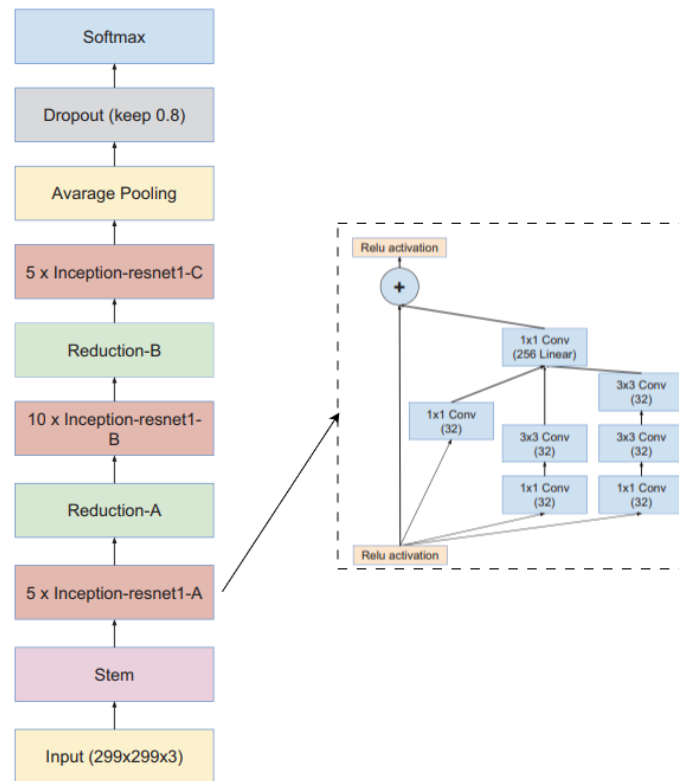 Softmax
Dropout (keep 0.8)
Avarage Pooling
5 x Inception-resnet1-C
Reduction-B
10 x Inception-resnet1-
B
Reduction-A
5 x Inception-resnet1-A
Stem
Input (299x299x3)
Relu activation
+
1x1 Conv
(256 Linear)
1x1 Conv
(32)
3x3 Conv
(32)
1x1 Conv
(32)
3x3 Conv
(32)
3x3 Conv
(32)
1x1 Conv
(32)
Relu activation